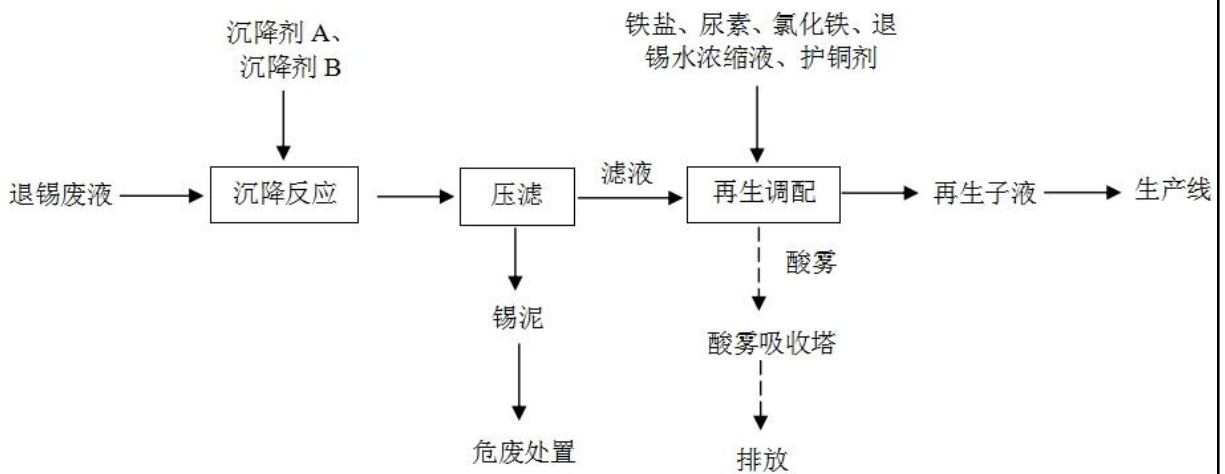 沉降剂 A、
沉降剂 B
铁盐、尿素、氯化铁、退
锡水浓缩液、护铜剂
退锡废液
沉降反应
压滤
滤液
再生调配
再生子液
生产线
酸雾
锡泥
酸雾吸收塔
危废处置
排放